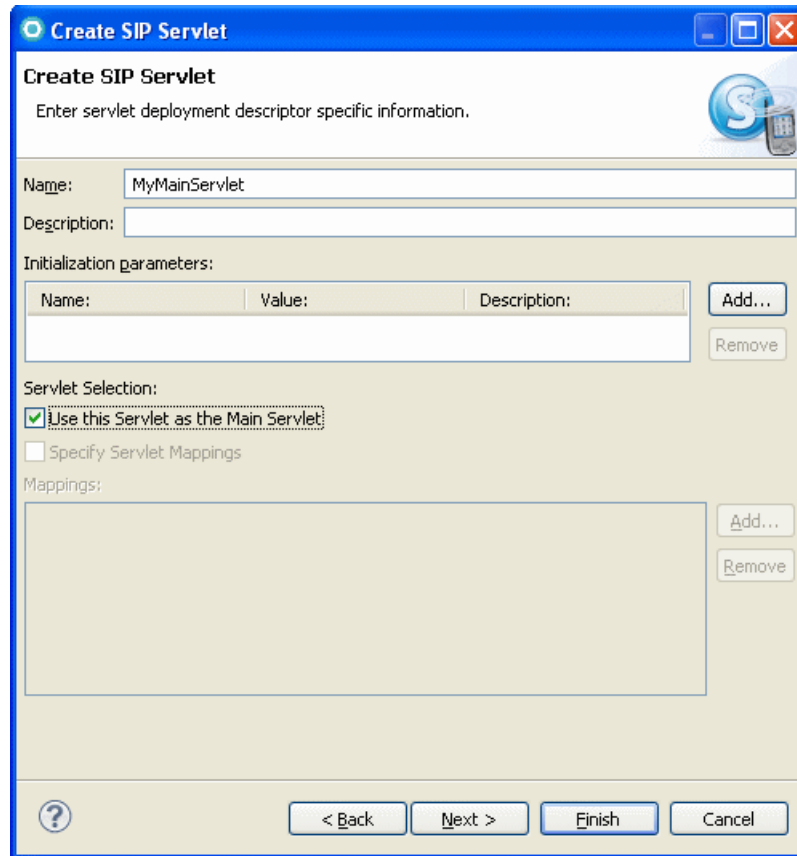 Create SIP Servlet
Create SIP Servlet
Enter servlet deployment descriptor specific information.
S
Name: MyMainServlet
Description:
Initialization parameters:
Name: Value: Description: Add...
Remove
Servlet Selection:
Use this Servlet as the Main Servlet
Specify Servlet Mappings
Mappings:
Add...
Remove
? < Back Next > Finish Cancel